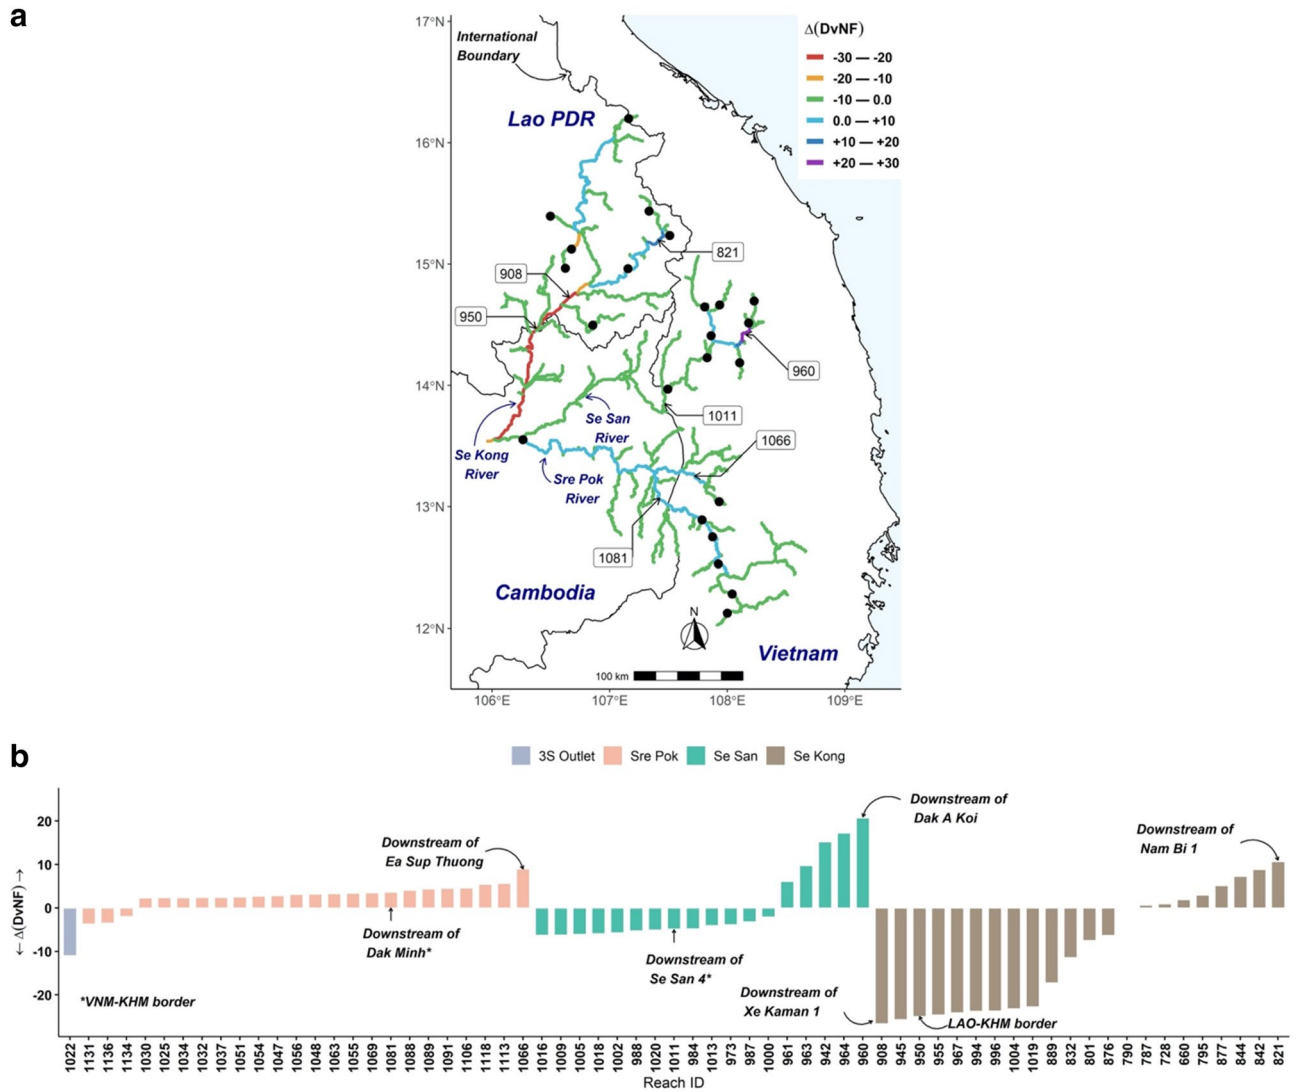 a
International
Boundary
Lao PDR
Δ(DvNF)
-30 — -20
-20 — -10
-10 — 0.0
0.0 — +10
+10 — +20
+20 — +30
17°N
16°N
15°N
14°N
13°N
12°N
821
908
950
960
1011
1066
1081
Se San
River
Se Kong
River
Sre Pok
River
Cambodia
Vietnam
N
100 km
106°E 107°E 108°E 109°E
b
3S Outlet Sre Pok Se San Se Kong
← Δ(DvNF) →
20
10
0
-10
-20
Downstream of
Ea Sup Thuong
Downstream of
Dak Minh*
Downstream of
Se San 4*
Downstream of
Dak A Koi
Downstream of
Xe Kaman 1
LAO-KHM border
Downstream of
Nam Bi 1
*VNM-KHM border
1022 1131 1136 1134 1030 1025 1034 1032 1037 1051 1054 1047 1056 1048 1063 1055 1069 1081 1088 1089 1091 1106 1118 1113 1066 1016 1009 1005 1018 1002 988 1020 1011 984 1013 973 987 1000 961 963 942 964 960 908 945 950 955 967 994 996 1004 1019 889 832 801 876 790 787 728 660 795 877 844 842 821
Reach ID